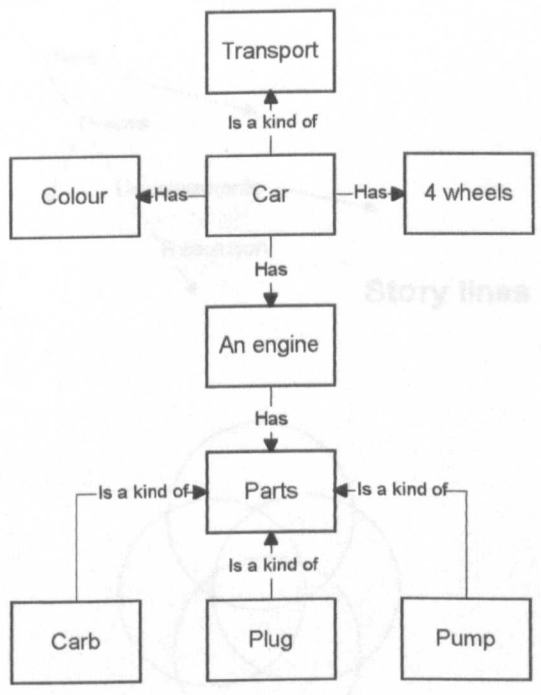 Transport
Is a kind of
Colour
Has
Car
Has
4 wheels
Has
Story lines
An engine
Has
Is a kind of
Parts
Is a kind of
Is a kind of
Carb
Plug
Pump